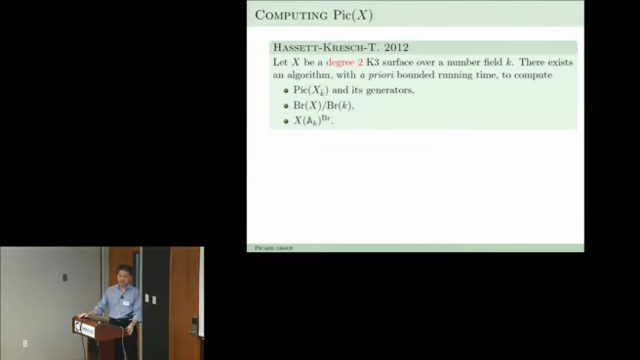 Computing Pic(X)
Hassett-Kresch-T. 2012
Let X be a degree 2 K3 surface over a number field k. There exists
an algorithm, with a priori bounded running time, to compute
Pic(X_k̄) and its generators,
Br(X)/Br(k),
X(𝔸_k)^Br.
Picard group